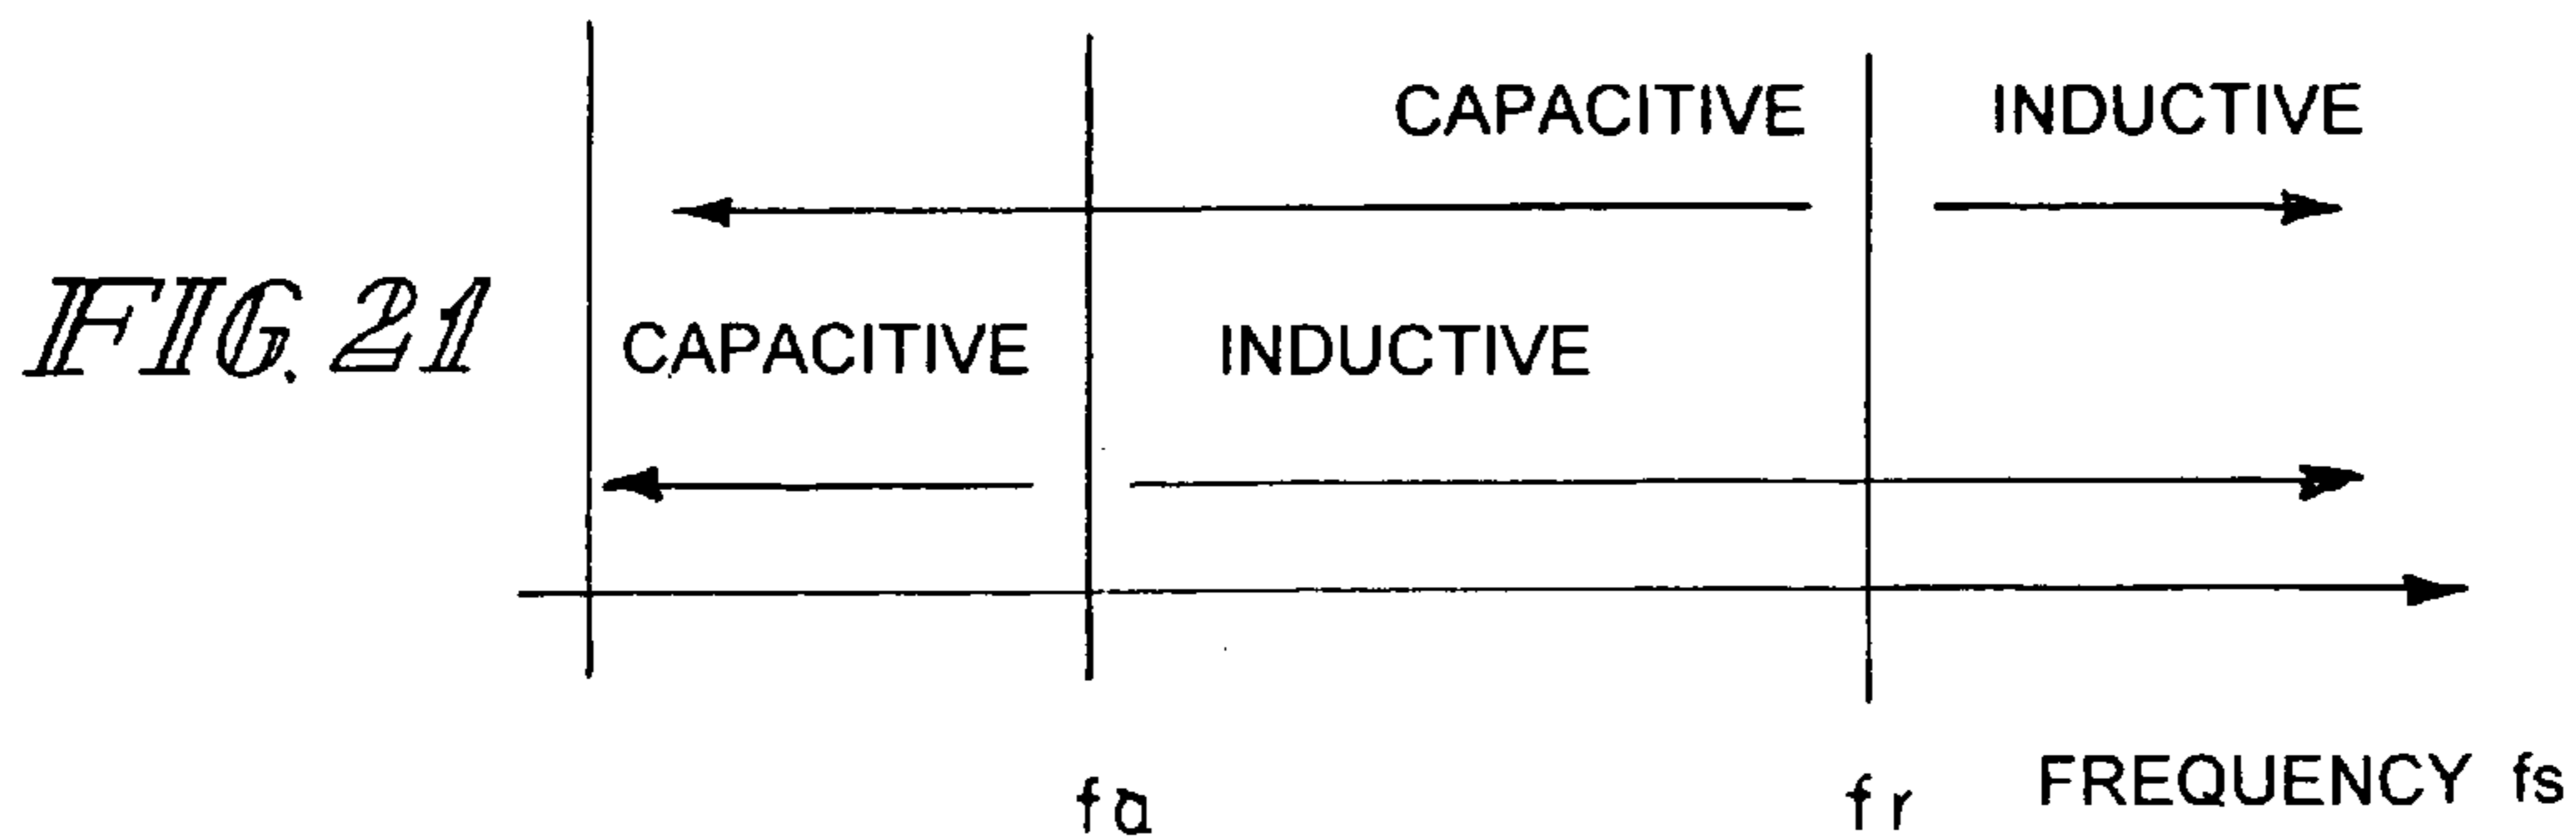 CAPACITIVE INDUCTIVE
FIG. 21
CAPACITIVE INDUCTIVE
fa fr FREQUENCY fs